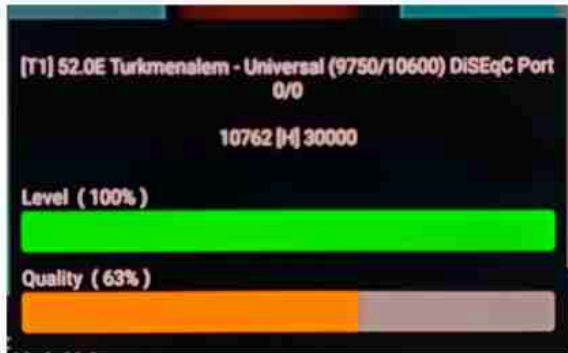 [T1] 52.0E Turkmenalem - Universal (9750/10600) DiSEqC Port
0/0
10762 [H] 30000
Level ( 100% )
Quality ( 63% )